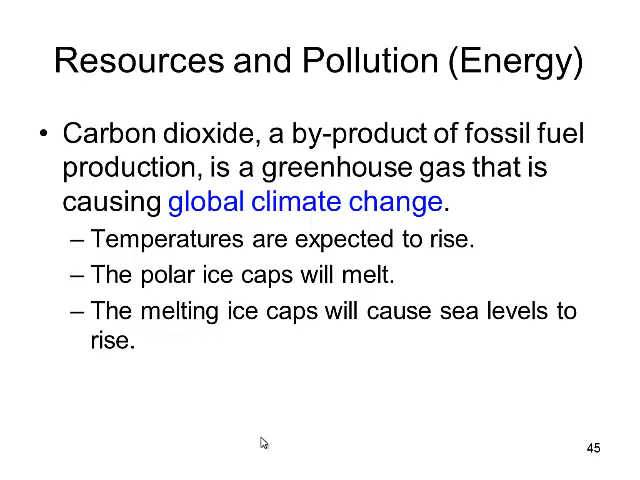 Resources and Pollution (Energy)
• Carbon dioxide, a by-product of fossil fuel
production, is a greenhouse gas that is
causing global climate change.
– Temperatures are expected to rise.
– The polar ice caps will melt.
– The melting ice caps will cause sea levels to
rise.
45